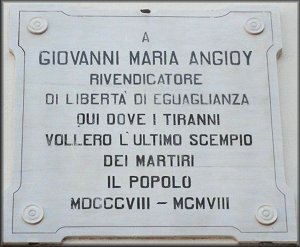 A
GIOVANNI MARIA ANGIOY
RIVENDICATORE
DI LIBERTÀ DI EGUAGLIANZA
QUI DOVE I TIRANNI
VOLLERO L'ULTIMO SCEMPIO
DEI MARTIRI
IL POPOLO
MDCCCVIII – MCMVIII